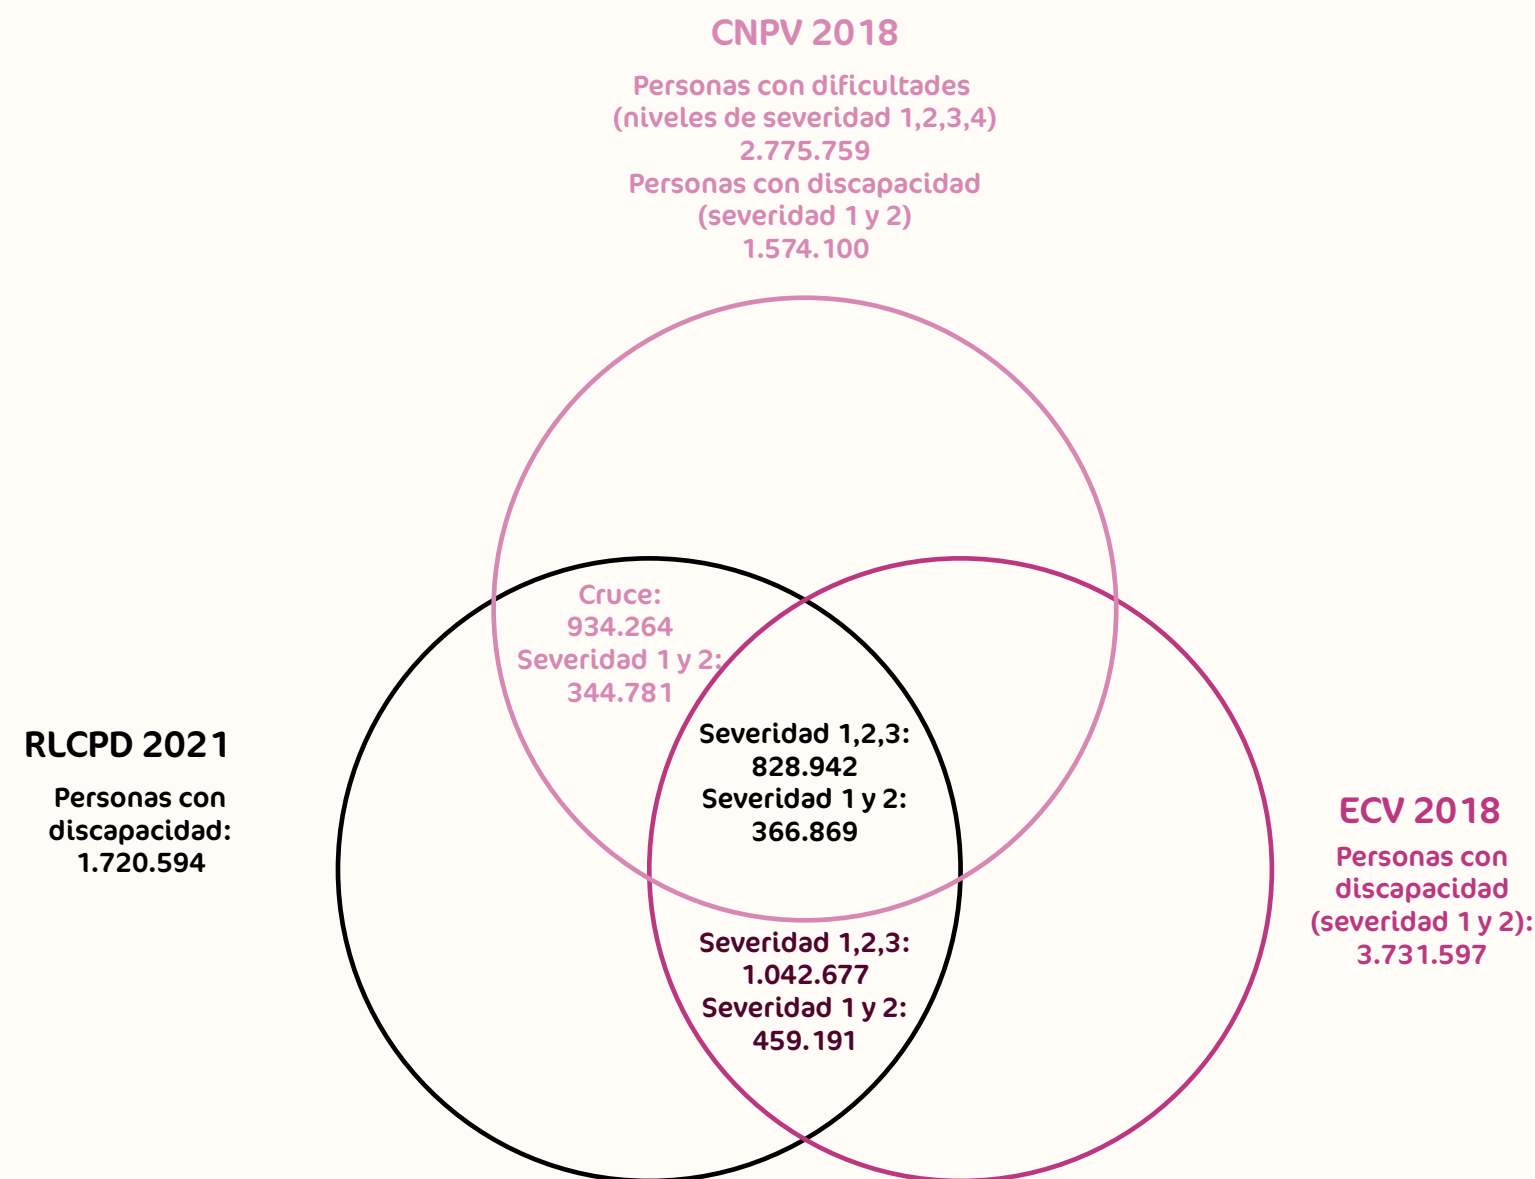 CNPV 2018
Personas con dificultades
(niveles de severidad 1,2,3,4)
2.775.759
Personas con discapacidad
(severidad 1 y 2)
1.574.100
Cruce:
934.264
Severidad 1 y 2:
344.781
RLCPD 2021
Personas con
discapacidad:
1.720.594
Severidad 1,2,3:
828.942
Severidad 1 y 2:
366.869
ECV 2018
Personas con
discapacidad
(severidad 1 y 2):
3.731.597
Severidad 1,2,3:
1.042.677
Severidad 1 y 2:
459.191